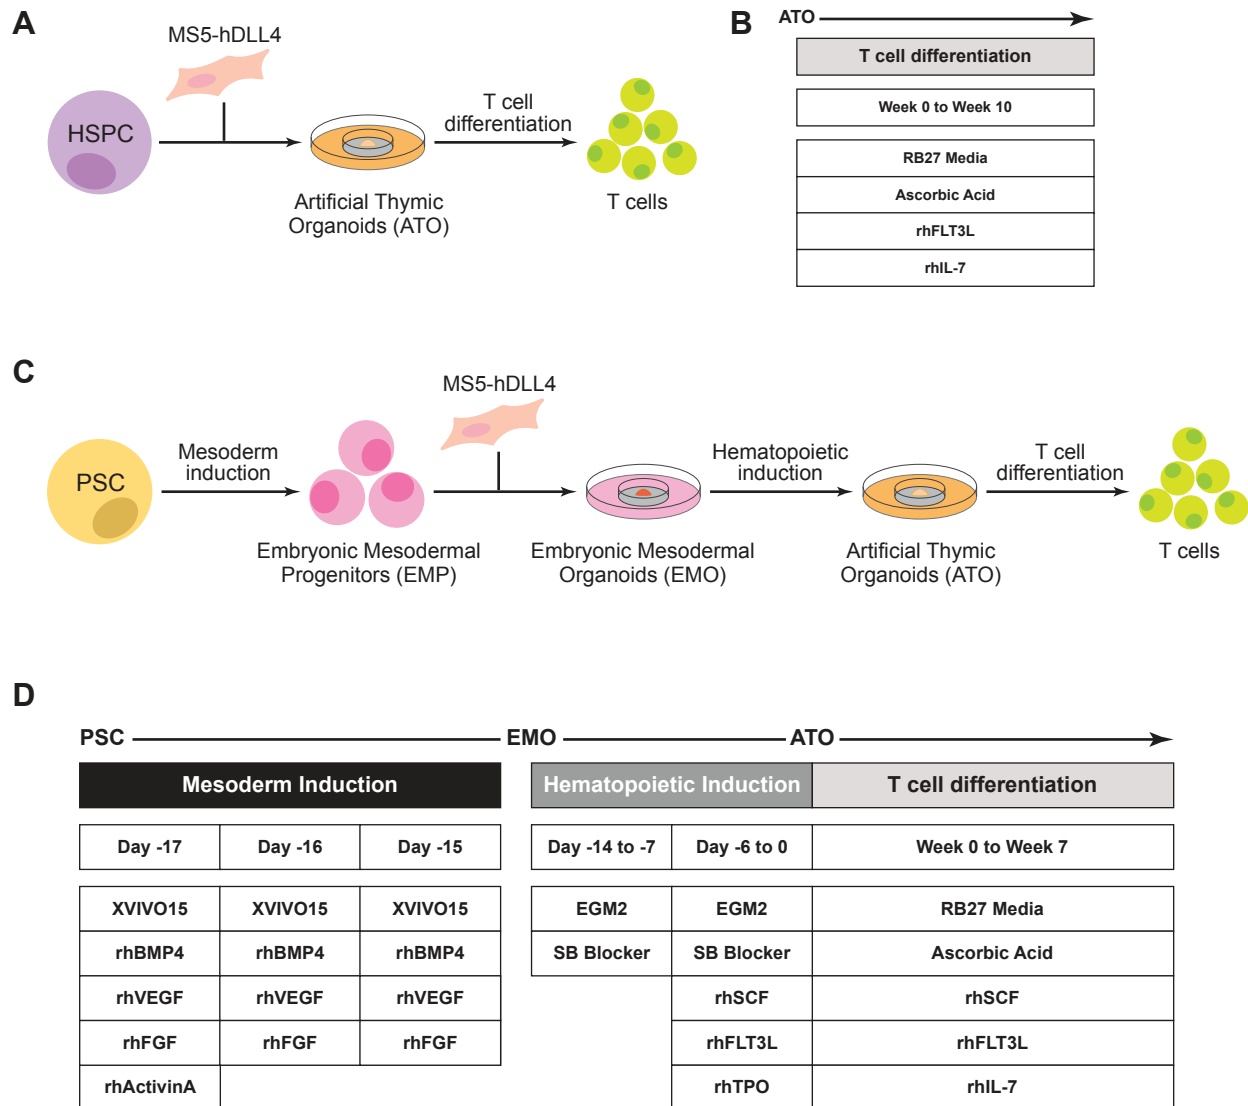 A
MS5-hDLL4
HSPC
T cell
differentiation
Artificial Thymic
Organoids (ATO)
T cells
B
ATO
T cell differentiation
Week 0 to Week 10
RB27 Media
Ascorbic Acid
rhFLT3L
rhIL-7
C
MS5-hDLL4
PSC
Mesoderm
induction
Hematopoietic
induction
T cell
differentiation
Embryonic Mesodermal
Progenitors (EMP)
Embryonic Mesodermal
Organoids (EMO)
Artificial Thymic
Organoids (ATO)
T cells
D
PSC EMO ATO
Mesoderm Induction Hematopoietic Induction T cell differentiation
Day -17 Day -16 Day -15 Day -14 to -7 Day -6 to 0 Week 0 to Week 7
XVIVO15 XVIVO15 XVIVO15 EGM2 EGM2 RB27 Media
rhBMP4 rhBMP4 rhBMP4 SB Blocker SB Blocker Ascorbic Acid
rhVEGF rhVEGF rhVEGF rhSCF rhSCF
rhFGF rhFGF rhFGF rhFLT3L rhFLT3L
rhActivinA rhTPO rhIL-7